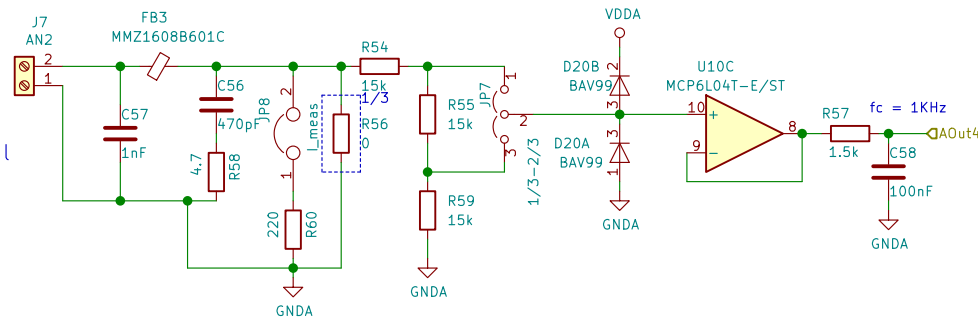 J7
AN2
2
1
FB3
MMZ1608B601C
C57
1nF
C56
470pF
4.7
R58
JP8
2
1
I_meas
220
R60
GNDA
1/3
R56
0
R54
15k
R55
15k
R59
15k
GNDA
JP7
1
2
3
1/3-2/3
VDDA
D20B
BAV99
2
3
D20A
BAV99
3
1
GNDA
U10C
MCP6L04T-E/ST
10
+
9
-
8
R57
1.5k
fc = 1KHz
C58
100nF
GNDA
AOut4
l